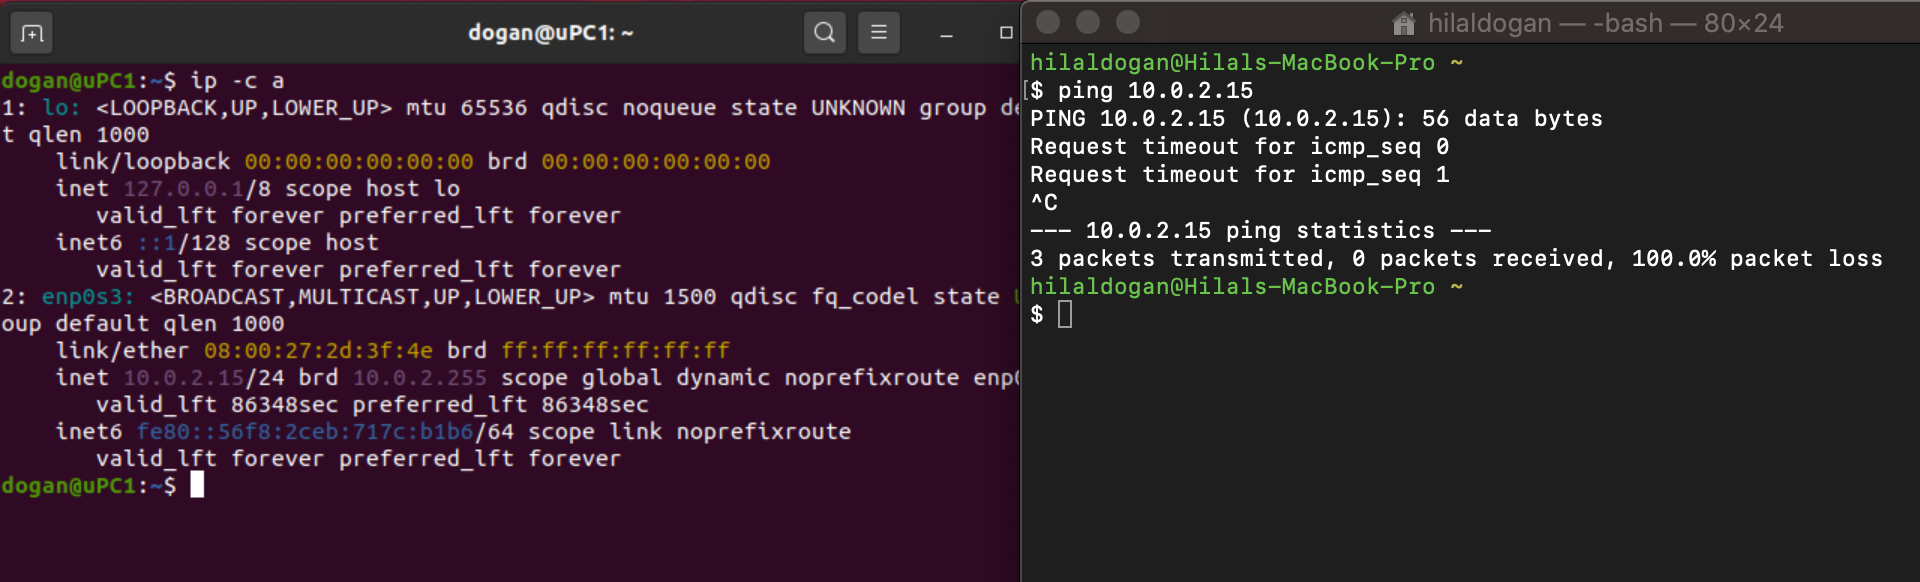 dogan@uPC1: ~
dogan@uPC1:~$ ip -c a
1: lo: <LOOPBACK,UP,LOWER_UP> mtu 65536 qdisc noqueue state UNKNOWN group
t qlen 1000
link/loopback 00:00:00:00:00:00 brd 00:00:00:00:00:00
inet 127.0.0.1/8 scope host lo
valid_lft forever preferred_lft forever
inet6 ::1/128 scope host
valid_lft forever preferred_lft forever
2: enp0s3: <BROADCAST,MULTICAST,UP,LOWER_UP> mtu 1500 qdisc fq_codel state
oup default qlen 1000
link/ether 08:00:27:2d:3f:4e brd ff:ff:ff:ff:ff:ff
inet 10.0.2.15/24 brd 10.0.2.255 scope global dynamic noprefixroute
valid_lft 86348sec preferred_lft 86348sec
inet6 fe80::56f8:2ceb:717c:b1b6/64 scope link noprefixroute
valid_lft forever preferred_lft forever
dogan@uPC1:~$
hilaldogan — -bash — 80×24
hilaldogan@Hilals-MacBook-Pro ~
[$ ping 10.0.2.15
PING 10.0.2.15 (10.0.2.15): 56 data bytes
Request timeout for icmp_seq 0
Request timeout for icmp_seq 1
^C
--- 10.0.2.15 ping statistics ---
3 packets transmitted, 0 packets received, 100.0% packet loss
hilaldogan@Hilals-MacBook-Pro ~
$